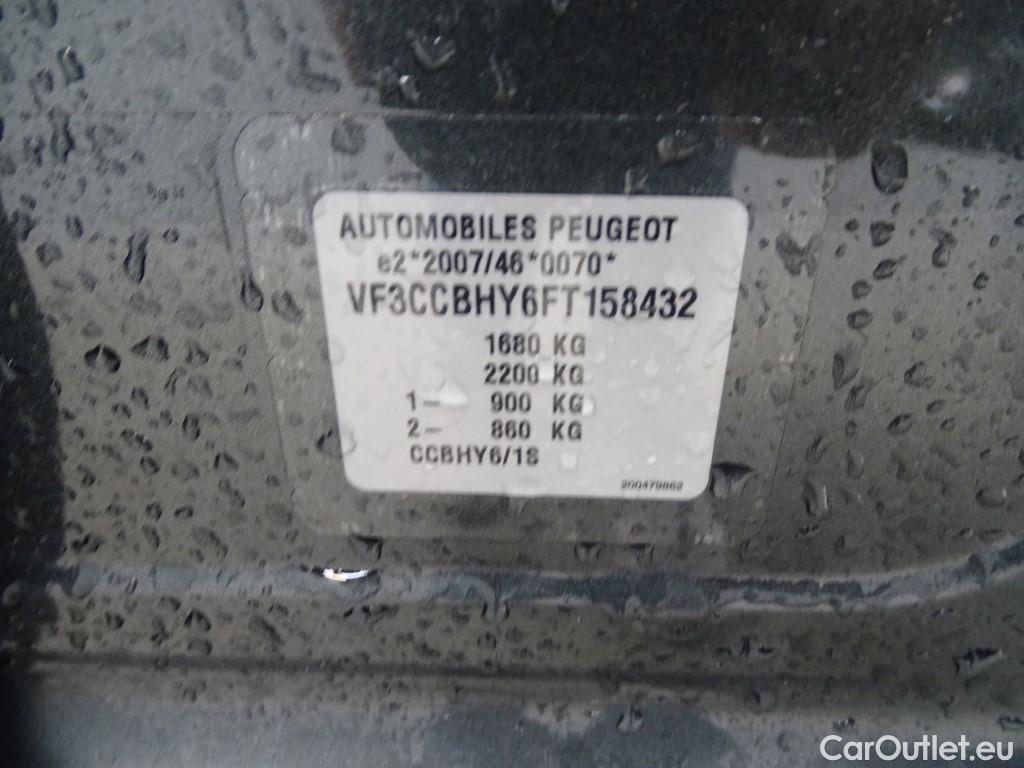 AUTOMOBILES PEUGEOT
e2*2007/46*0070*
VF3CCBHY6FT158432
1680 KG
2200 KG
1- 900 KG
2- 860 KG
CCBHY6/1S
200479862
CarOutlet.eu